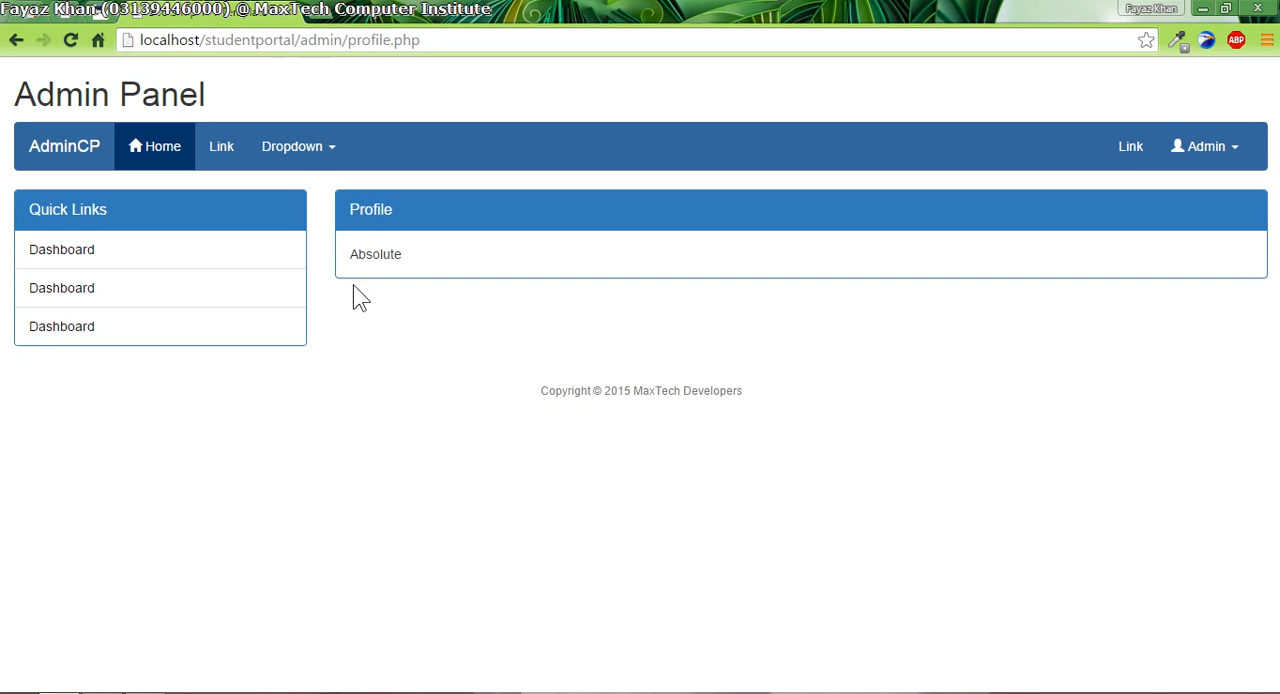 Fayaz Khan (03139446000) @ MaxTech Computer Institute
Fayaz Khan
localhost/studentportal/admin/profile.php
ABP
Admin Panel
AdminCP Home Link Dropdown Link Admin
Quick Links
Dashboard
Dashboard
Dashboard
Profile
Absolute
Copyright © 2015 MaxTech Developers